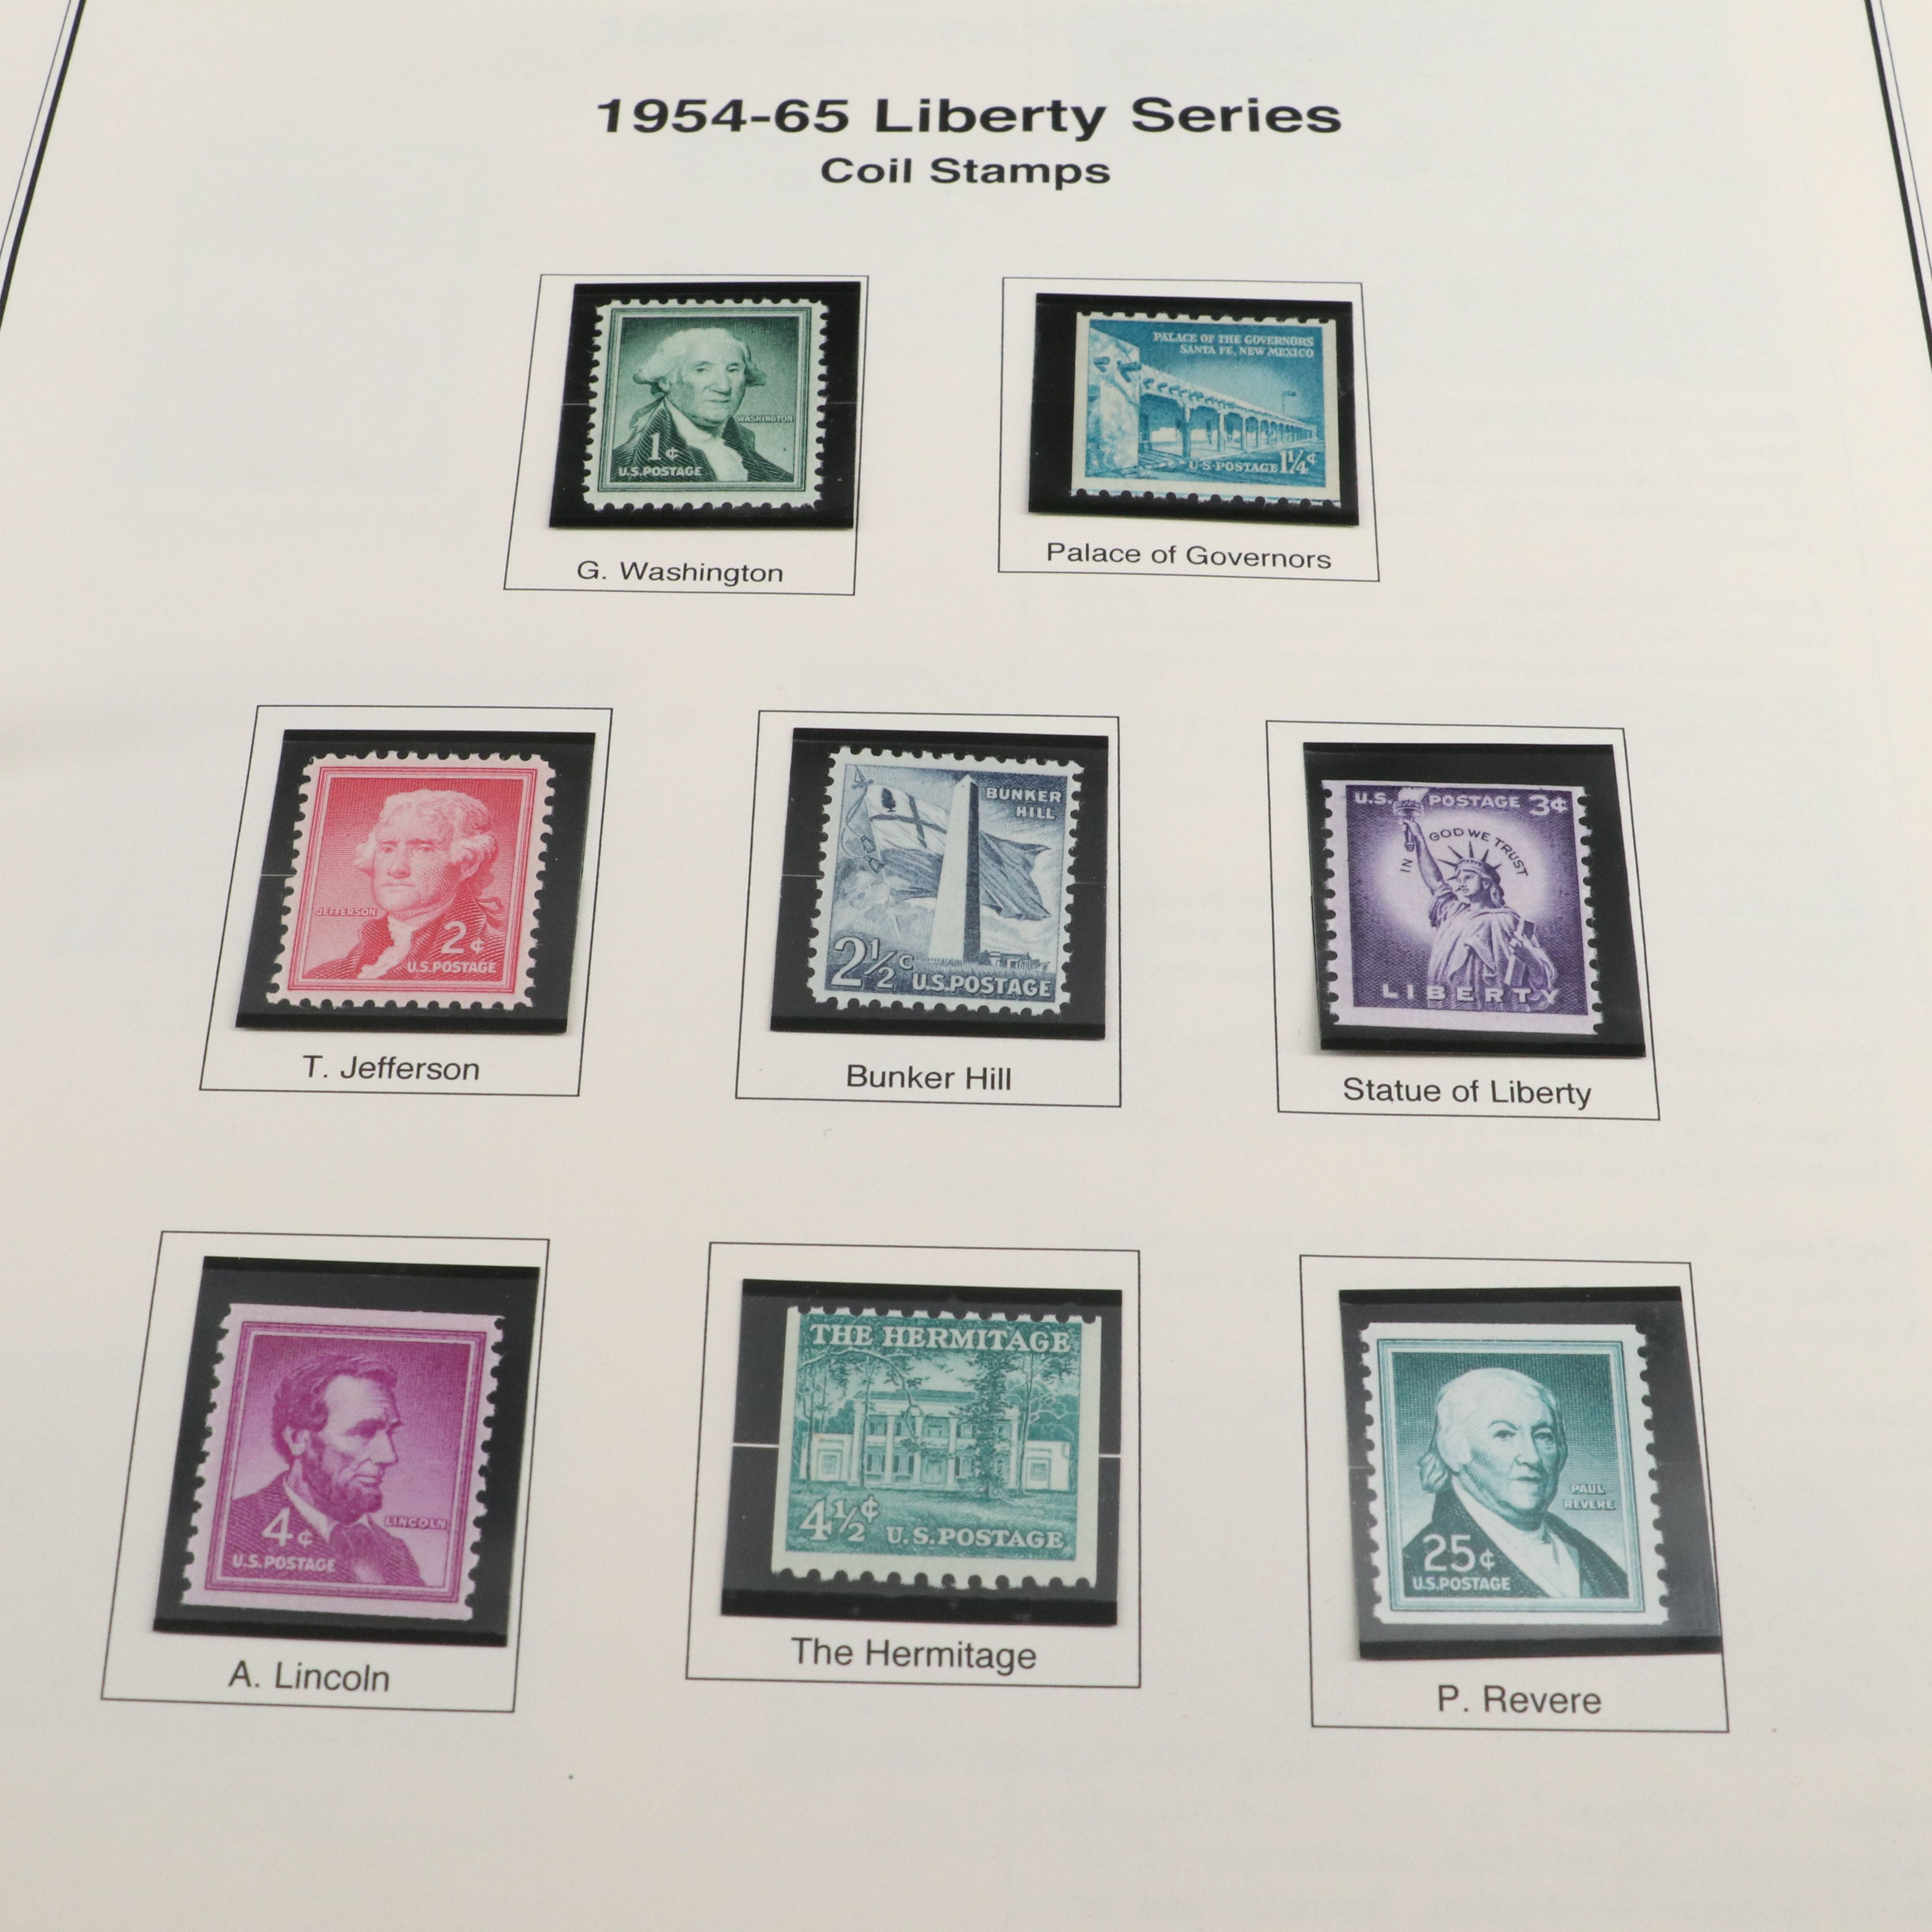 1954-65 Liberty Series
Coil Stamps
WASHINGTON
1¢
U.S.POSTAGE
G. Washington
PALACE OF THE GOVERNORS
SANTA FE, NEW MEXICO
U·S·POSTAGE 1¼¢
Palace of Governors
JEFFERSON
2¢
U.S.POSTAGE
T. Jefferson
BUNKER
HILL
2½c U.S.POSTAGE
Bunker Hill
U.S. POSTAGE 3¢
IN GOD WE TRUST
LIBERTY
Statue of Liberty
LINCOLN
4¢
U.S.POSTAGE
A. Lincoln
THE HERMITAGE
4½¢ U.S.POSTAGE
The Hermitage
PAUL
REVERE
25¢
U.S.POSTAGE
P. Revere